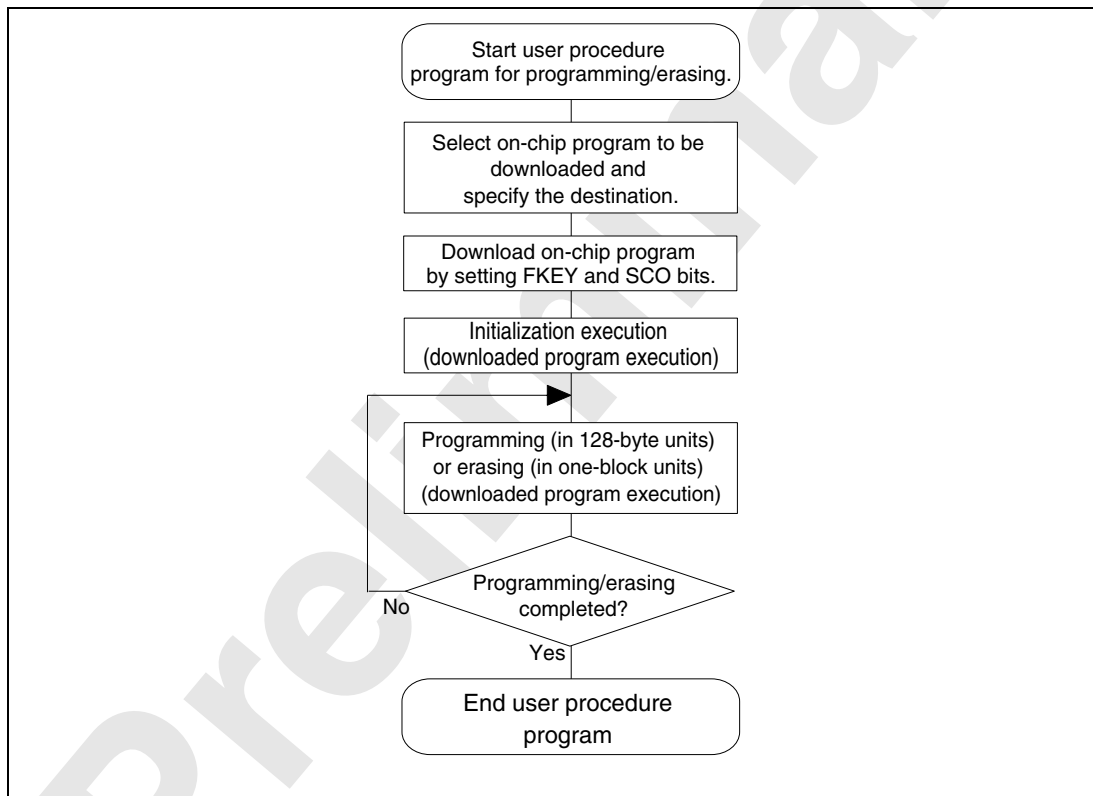 Start user procedure
program for programming/erasing.
Select on-chip program to be
downloaded and
specify the destination.
Download on-chip program
by setting FKEY and SCO bits.
Initialization execution
(downloaded program execution)
Programming (in 128-byte units)
or erasing (in one-block units)
(downloaded program execution)
Programming/erasing
completed?
No
Yes
End user procedure
program